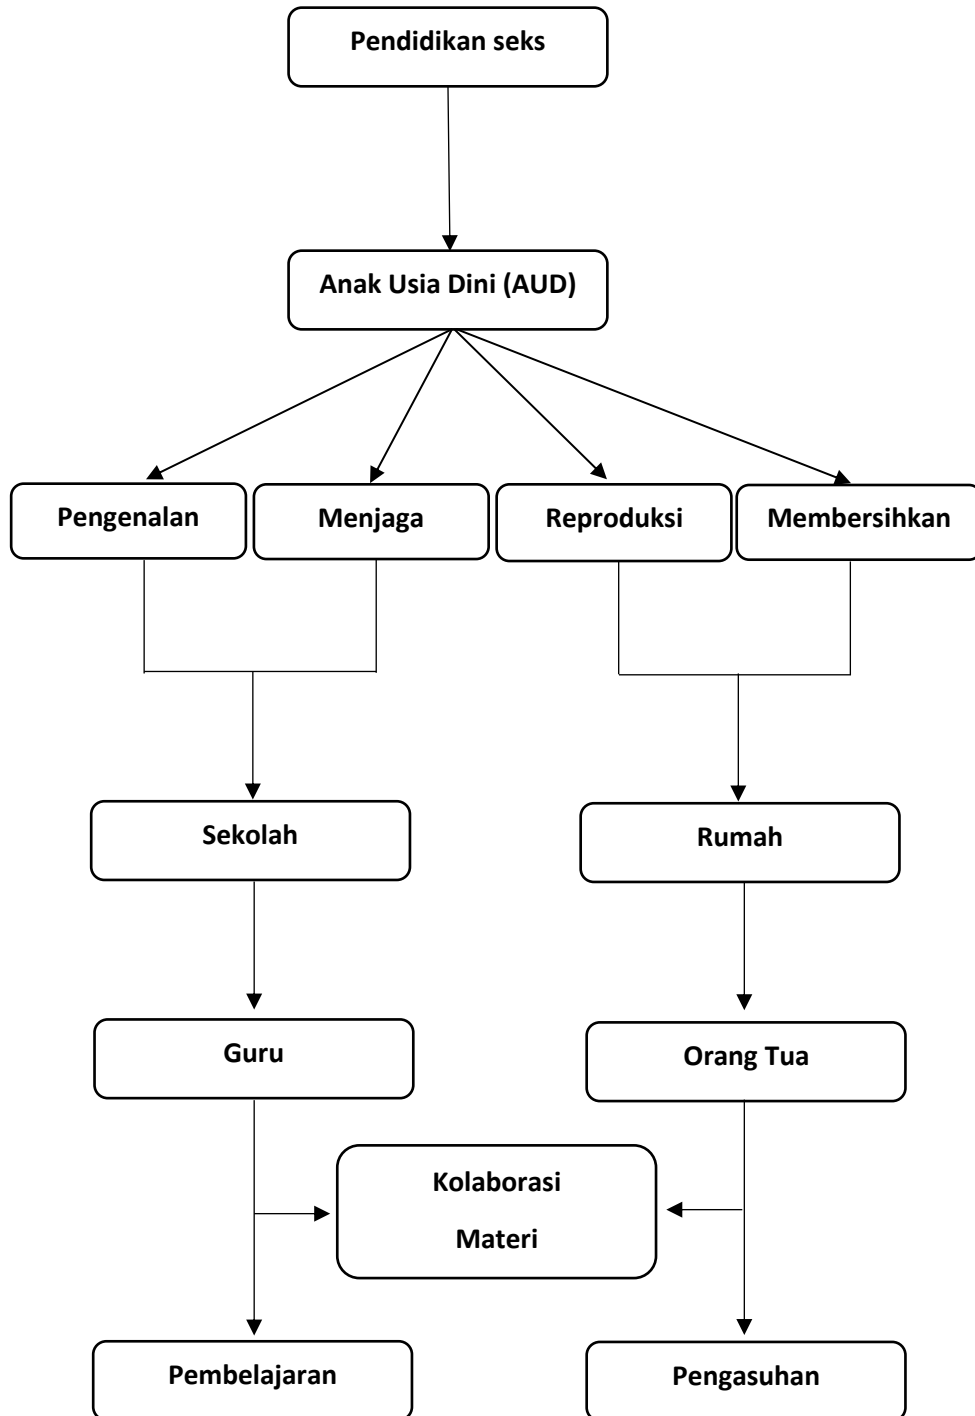 Pendidikan seks
Anak Usia Dini (AUD)
Pengenalan
Menjaga
Reproduksi
Membersihkan
Sekolah
Rumah
Guru
Orang Tua
Kolaborasi
Materi
Pembelajaran
Pengasuhan